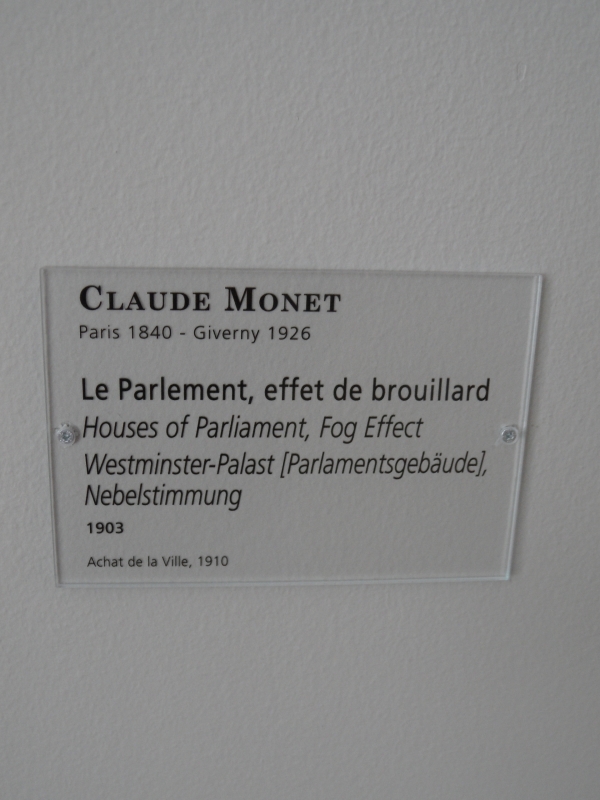 CLAUDE MONET
Paris 1840 - Giverny 1926
Le Parlement, effet de brouillard
Houses of Parliament, Fog Effect
Westminster-Palast [Parlamentsgebäude],
Nebelstimmung
1903
Achat de la Ville, 1910